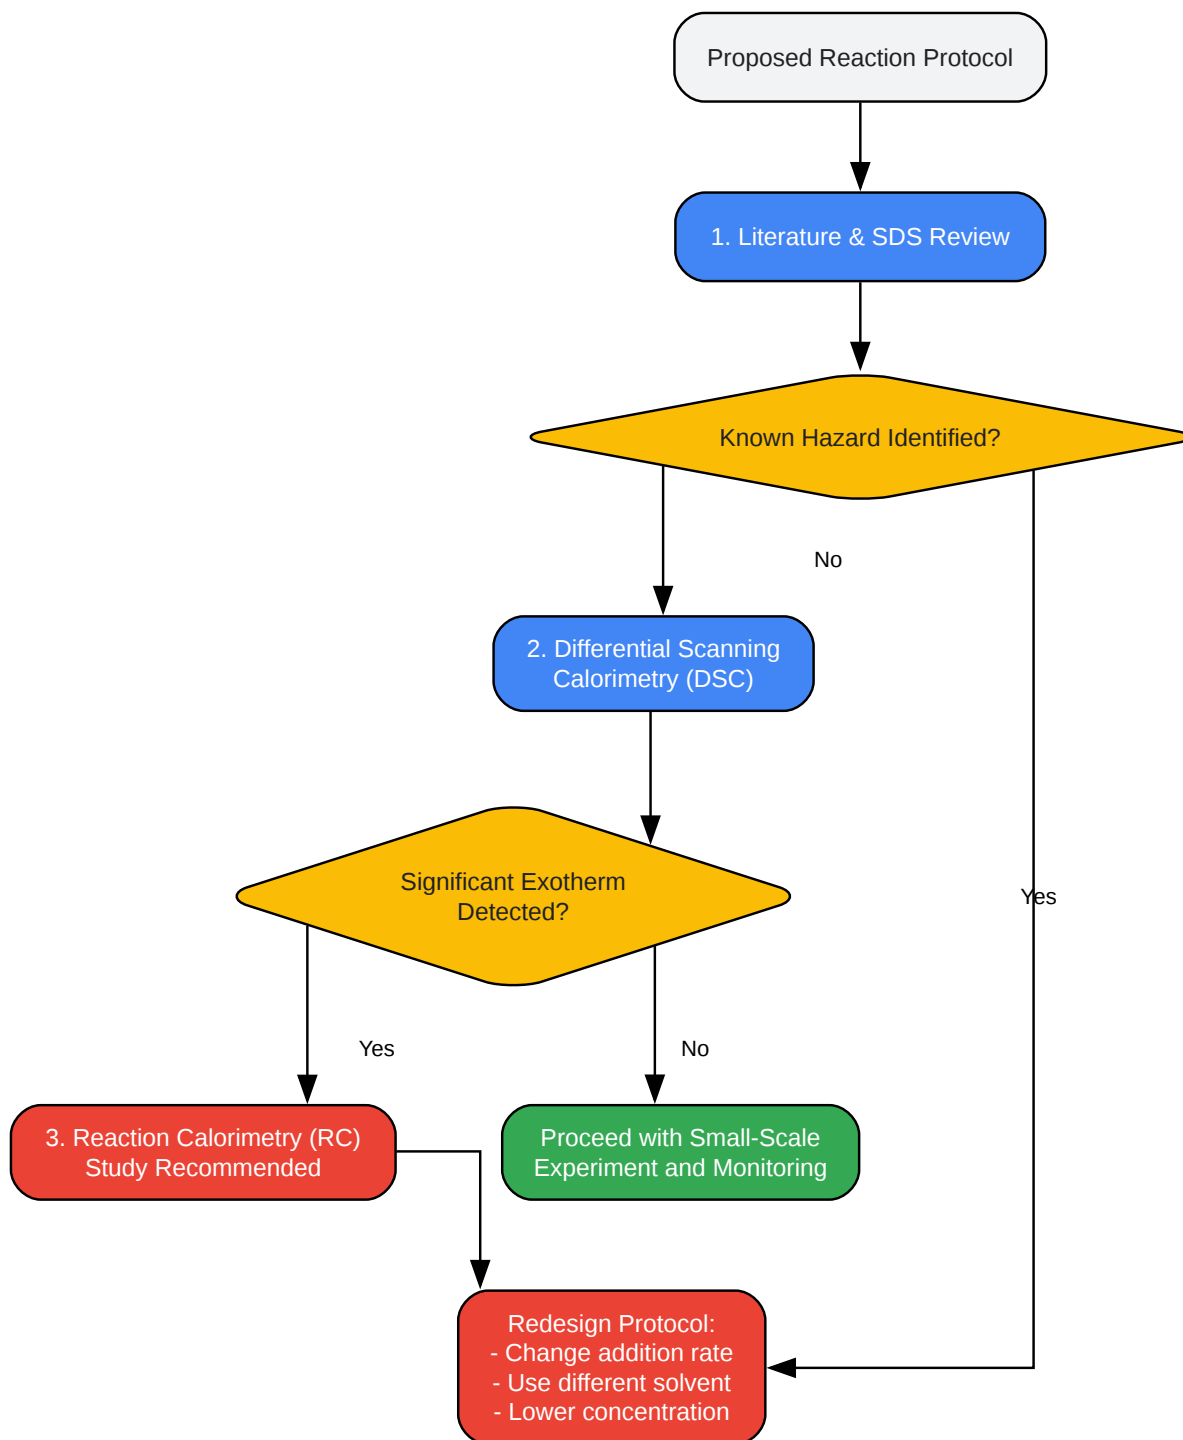 Proposed Reaction Protocol
1. Literature & SDS Review
Known Hazard Identified?
No
2. Differential Scanning
Calorimetry (DSC)
Significant Exotherm
Detected?
Yes
Yes
No
3. Reaction Calorimetry (RC)
Study Recommended
Proceed with Small-Scale
Experiment and Monitoring
Redesign Protocol:
- Change addition rate
- Use different solvent
- Lower concentration